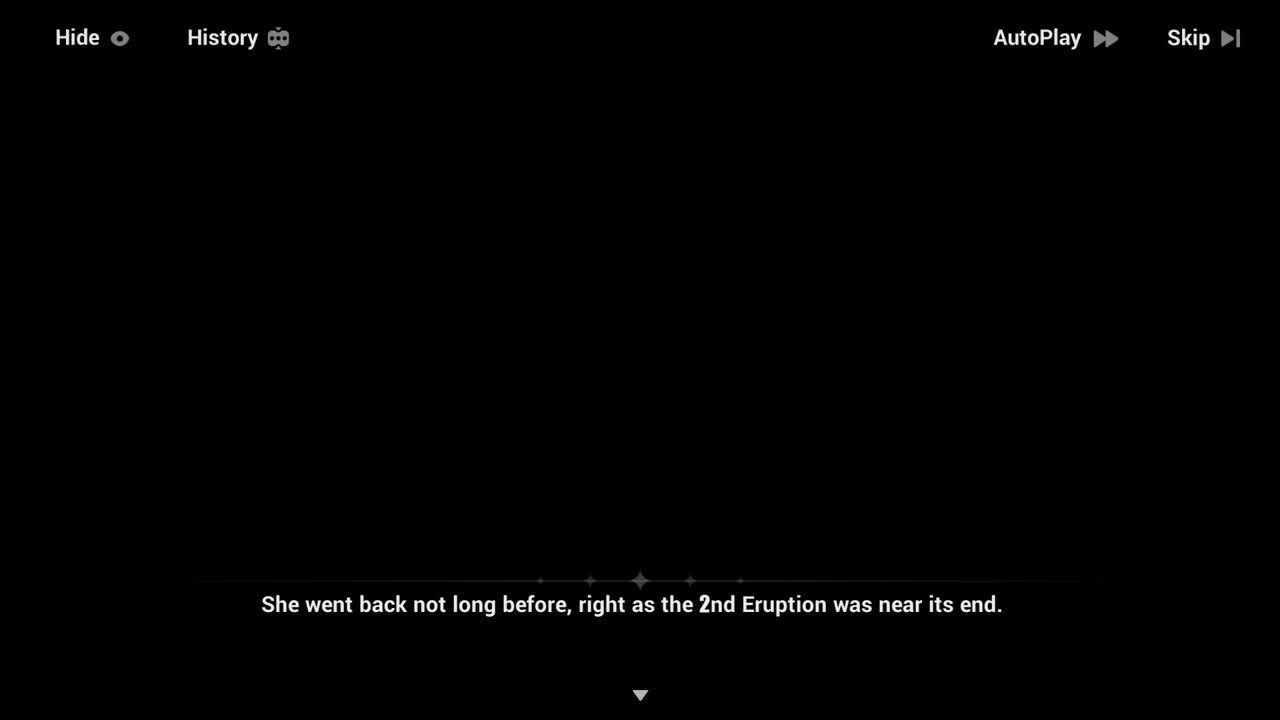 Hide
History
AutoPlay
Skip
She went back not long before, right as the 2nd Eruption was near its end.